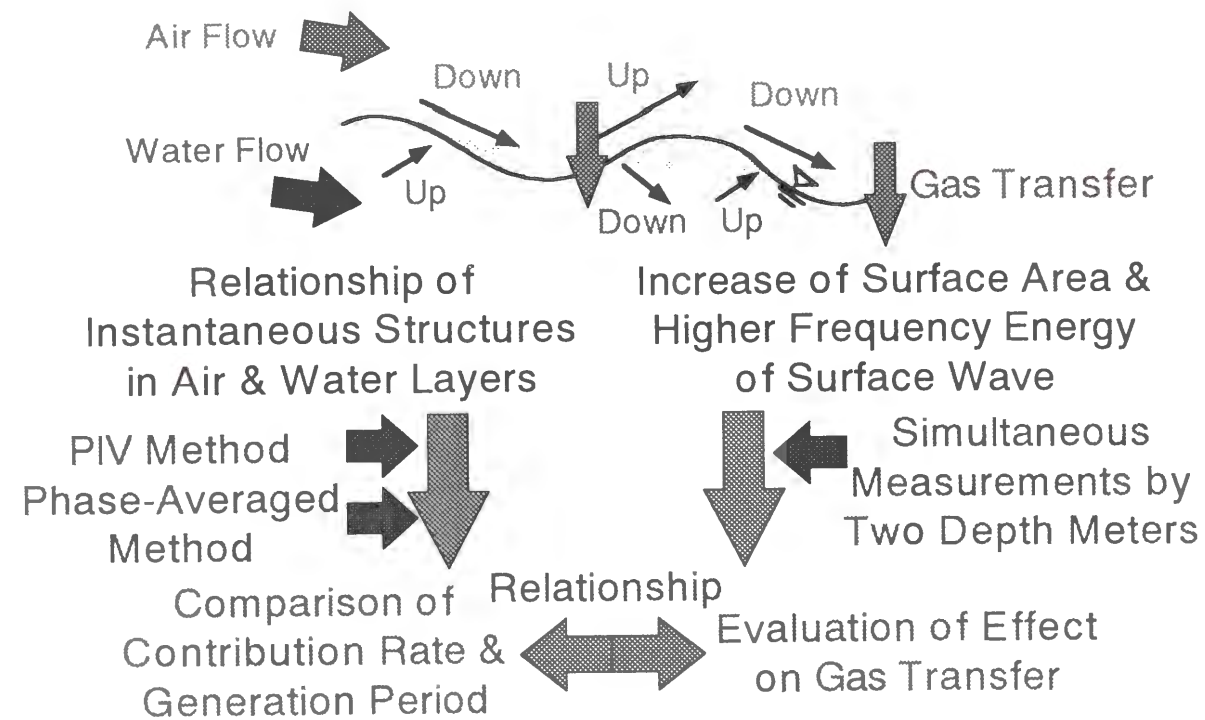 Air Flow
Down
Up
Down
Water Flow
Up
Down
Up
Gas Transfer
Relationship of
Instantaneous Structures
in Air & Water Layers
Increase of Surface Area &
Higher Frequency Energy
of Surface Wave
PIV Method
Phase-Averaged
Method
Simultaneous
Measurements by
Two Depth Meters
Relationship
Comparison of
Contribution Rate &
Generation Period
Evaluation of Effect
on Gas Transfer